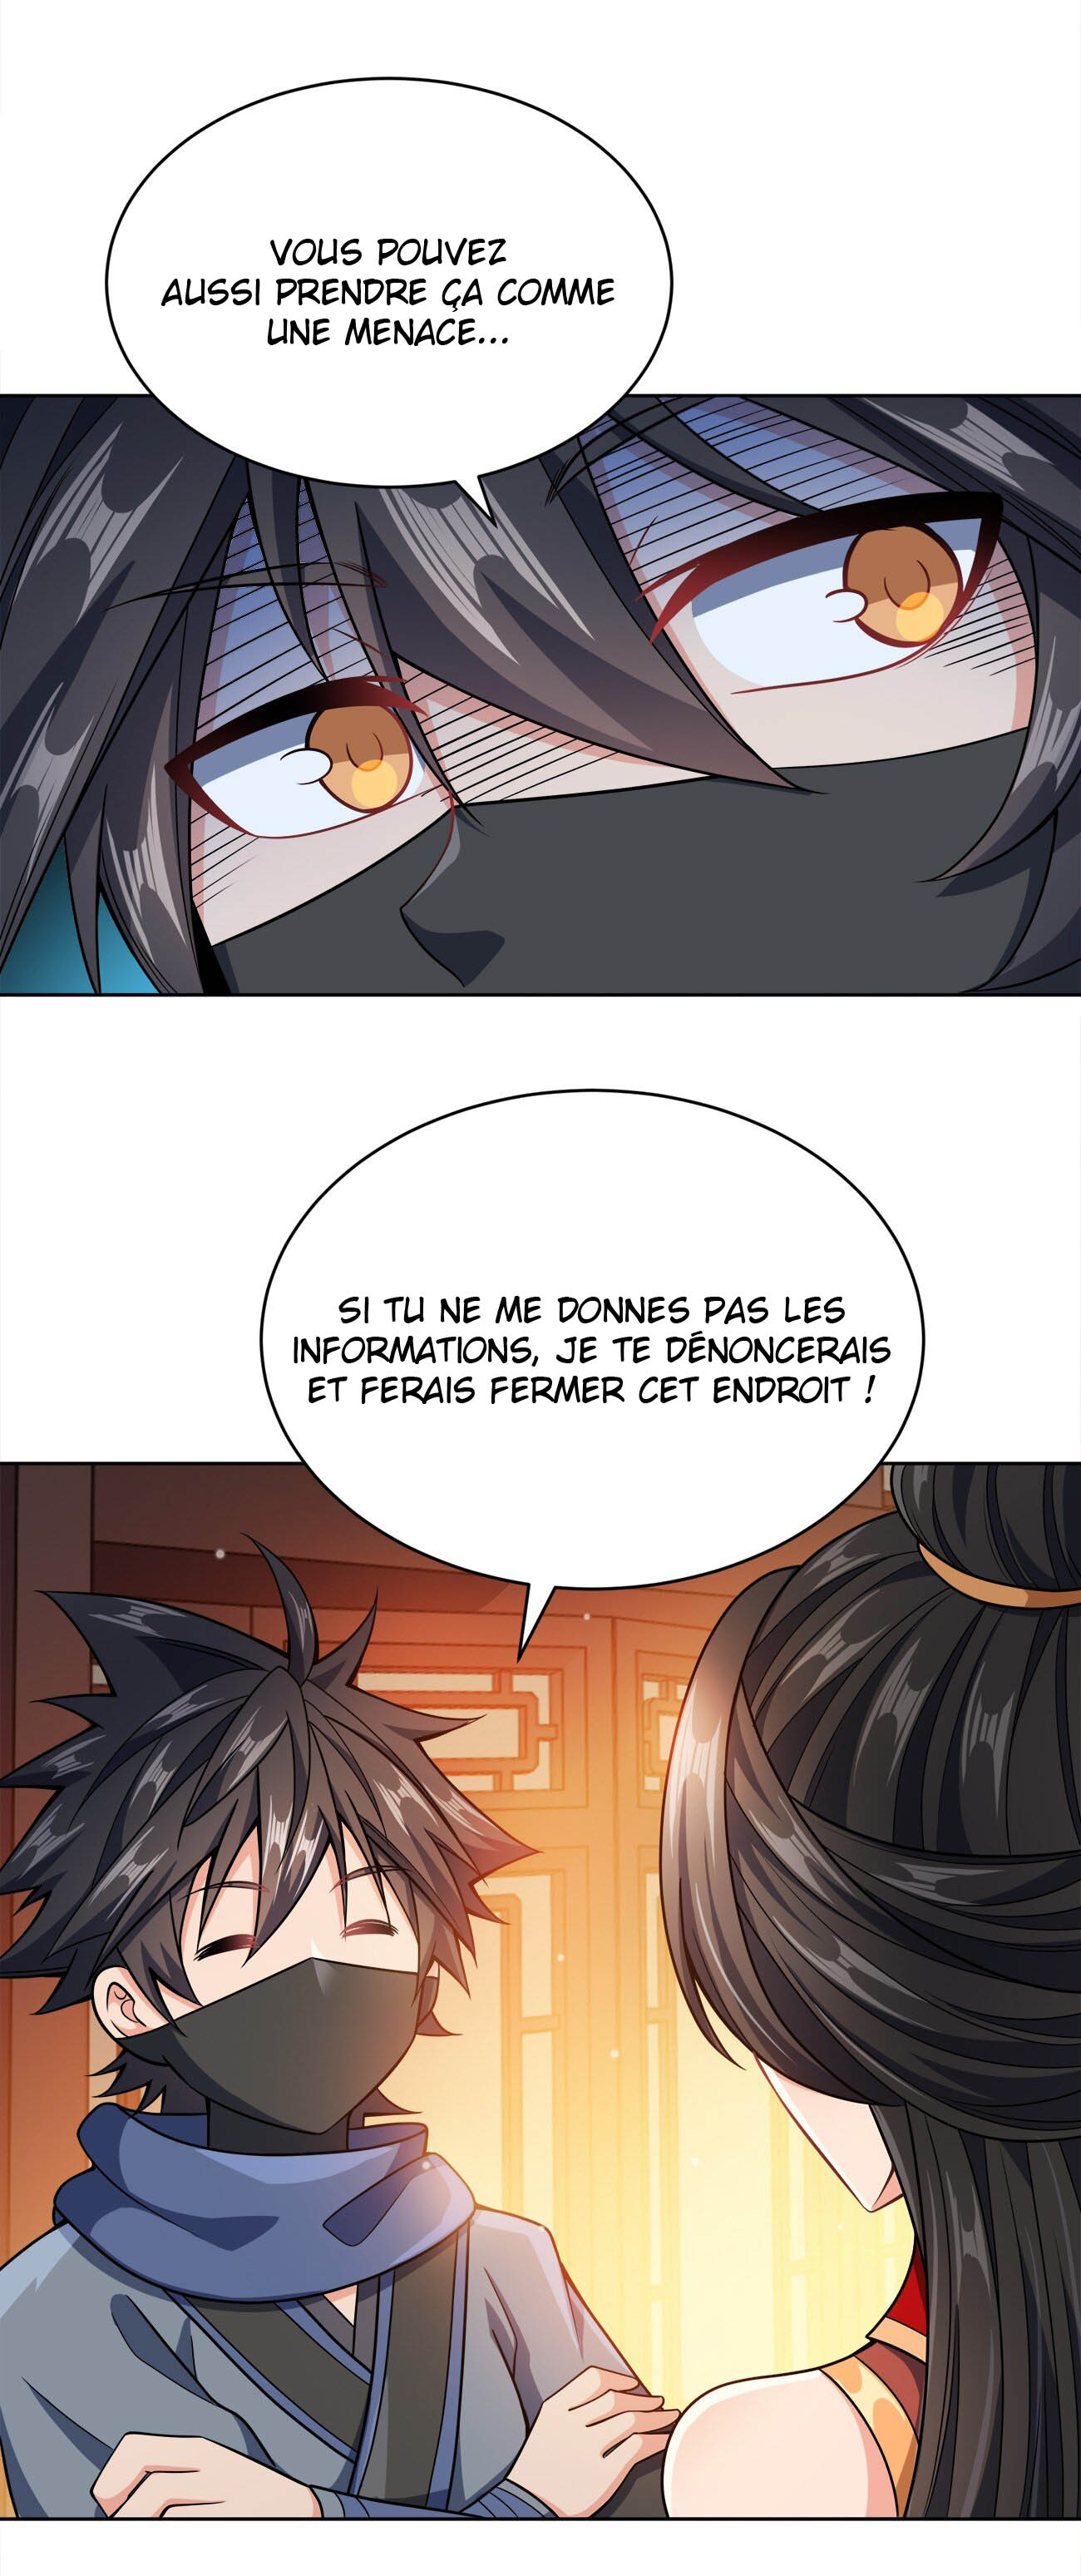 VOUS POUVEZ
AUSSI PRENDRE ÇA COMME
UNE MENACE...
SI TU NE ME DONNES PAS LES
INFORMATIONS, JE TE DÉNONCERAIS
ET FERAIS FERMER CET ENDROIT !